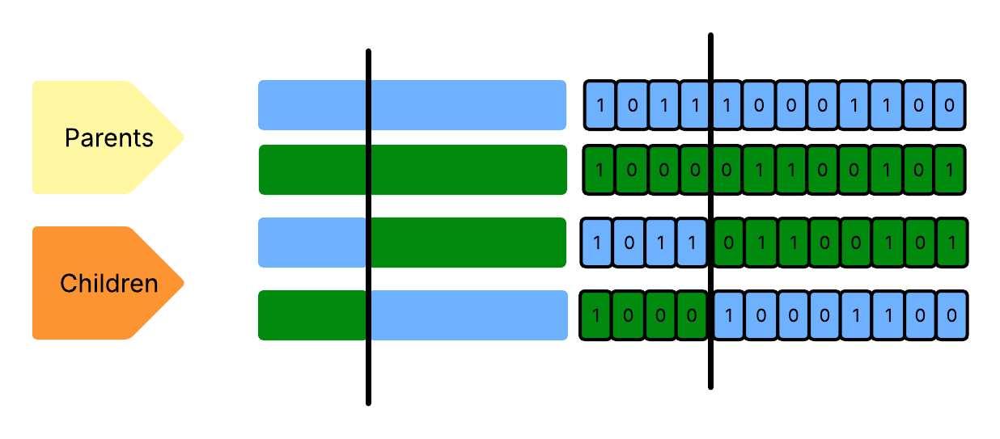 Parents
1 0 1 1 1 0 0 0 1 1 0 0
1 0 0 0 0 1 1 0 0 1 0 1
Children
1 0 1 1 0 1 1 0 0 1 0 1
1 0 0 0 1 0 0 0 1 1 0 0